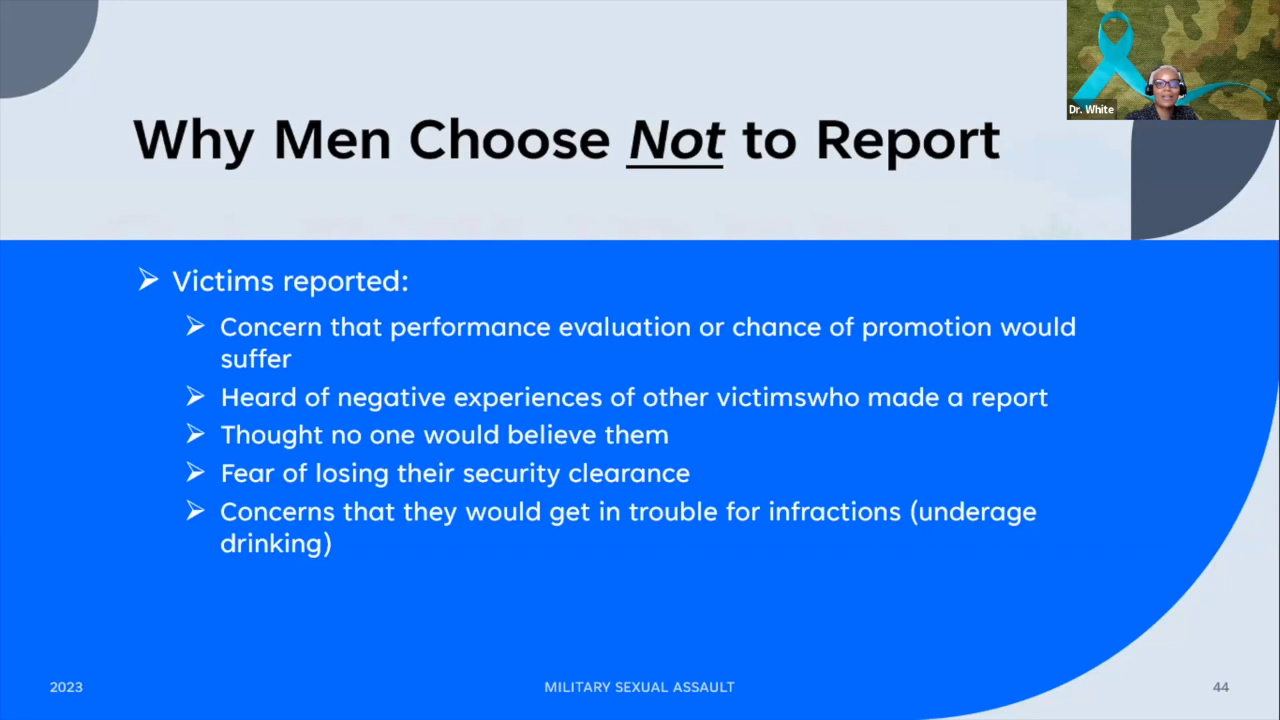 Dr. White
Why Men Choose Not to Report
➢ Victims reported:
➢ Concern that performance evaluation or chance of promotion would
suffer
➢ Heard of negative experiences of other victimswho made a report
➢ Thought no one would believe them
➢ Fear of losing their security clearance
➢ Concerns that they would get in trouble for infractions (underage
drinking)
2023
MILITARY SEXUAL ASSAULT
44